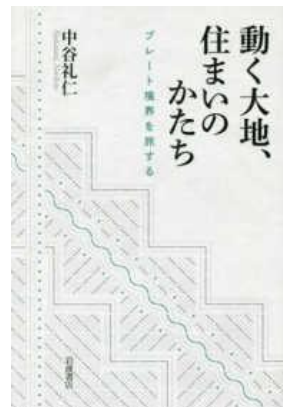 動く大地、
住まいの
かたち
プレート境界を旅する
中谷礼仁
岩波書店